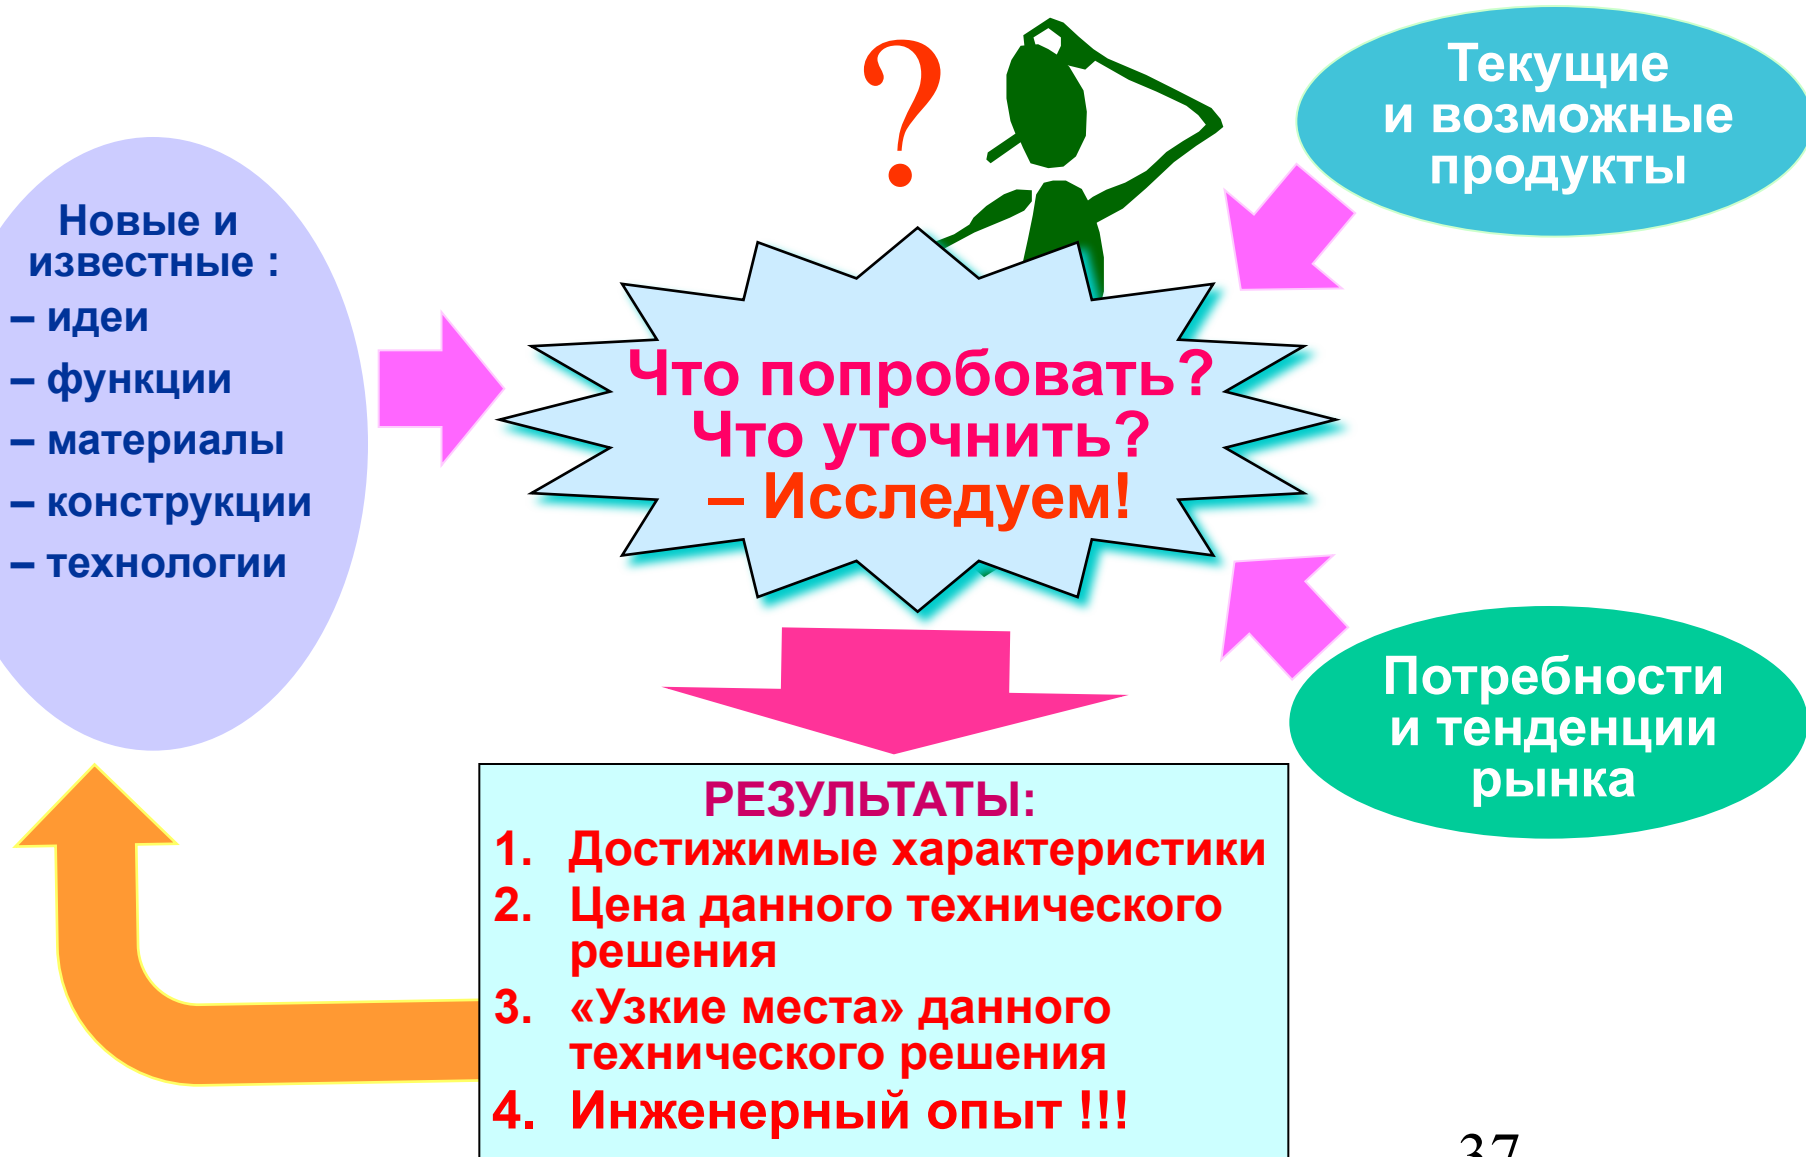 ?
Текущие
и возможные
продукты
Новые и
известные :
– идеи
– функции
– материалы
– конструкции
– технологии
Что попробовать?
Что уточнить?
– Исследуем!
Потребности
и тенденции
рынка
РЕЗУЛЬТАТЫ:
1. Достижимые характеристики
2. Цена данного технического
решения
3. «Узкие места» данного
технического решения
4. Инженерный опыт !!!
37